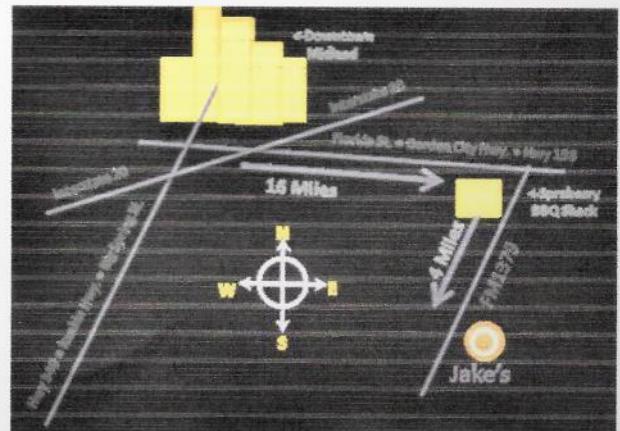 Downtown
Midland
Interstate 20
Florida St. = Garden City Hwy. = Hwy 158
Interstate 20
16 Miles
Spraberry
BBQ Shack
4 Miles
FM1379
N
W
E
S
Jake's